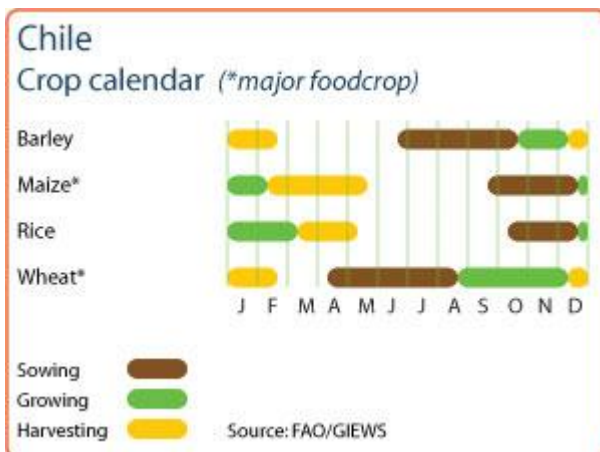 Chile
Crop calendar (*major foodcrop)
Barley
Maize*
Rice
Wheat*
J F M A M J J A S O N D
Sowing
Growing
Harvesting Source: FAO/GIEWS